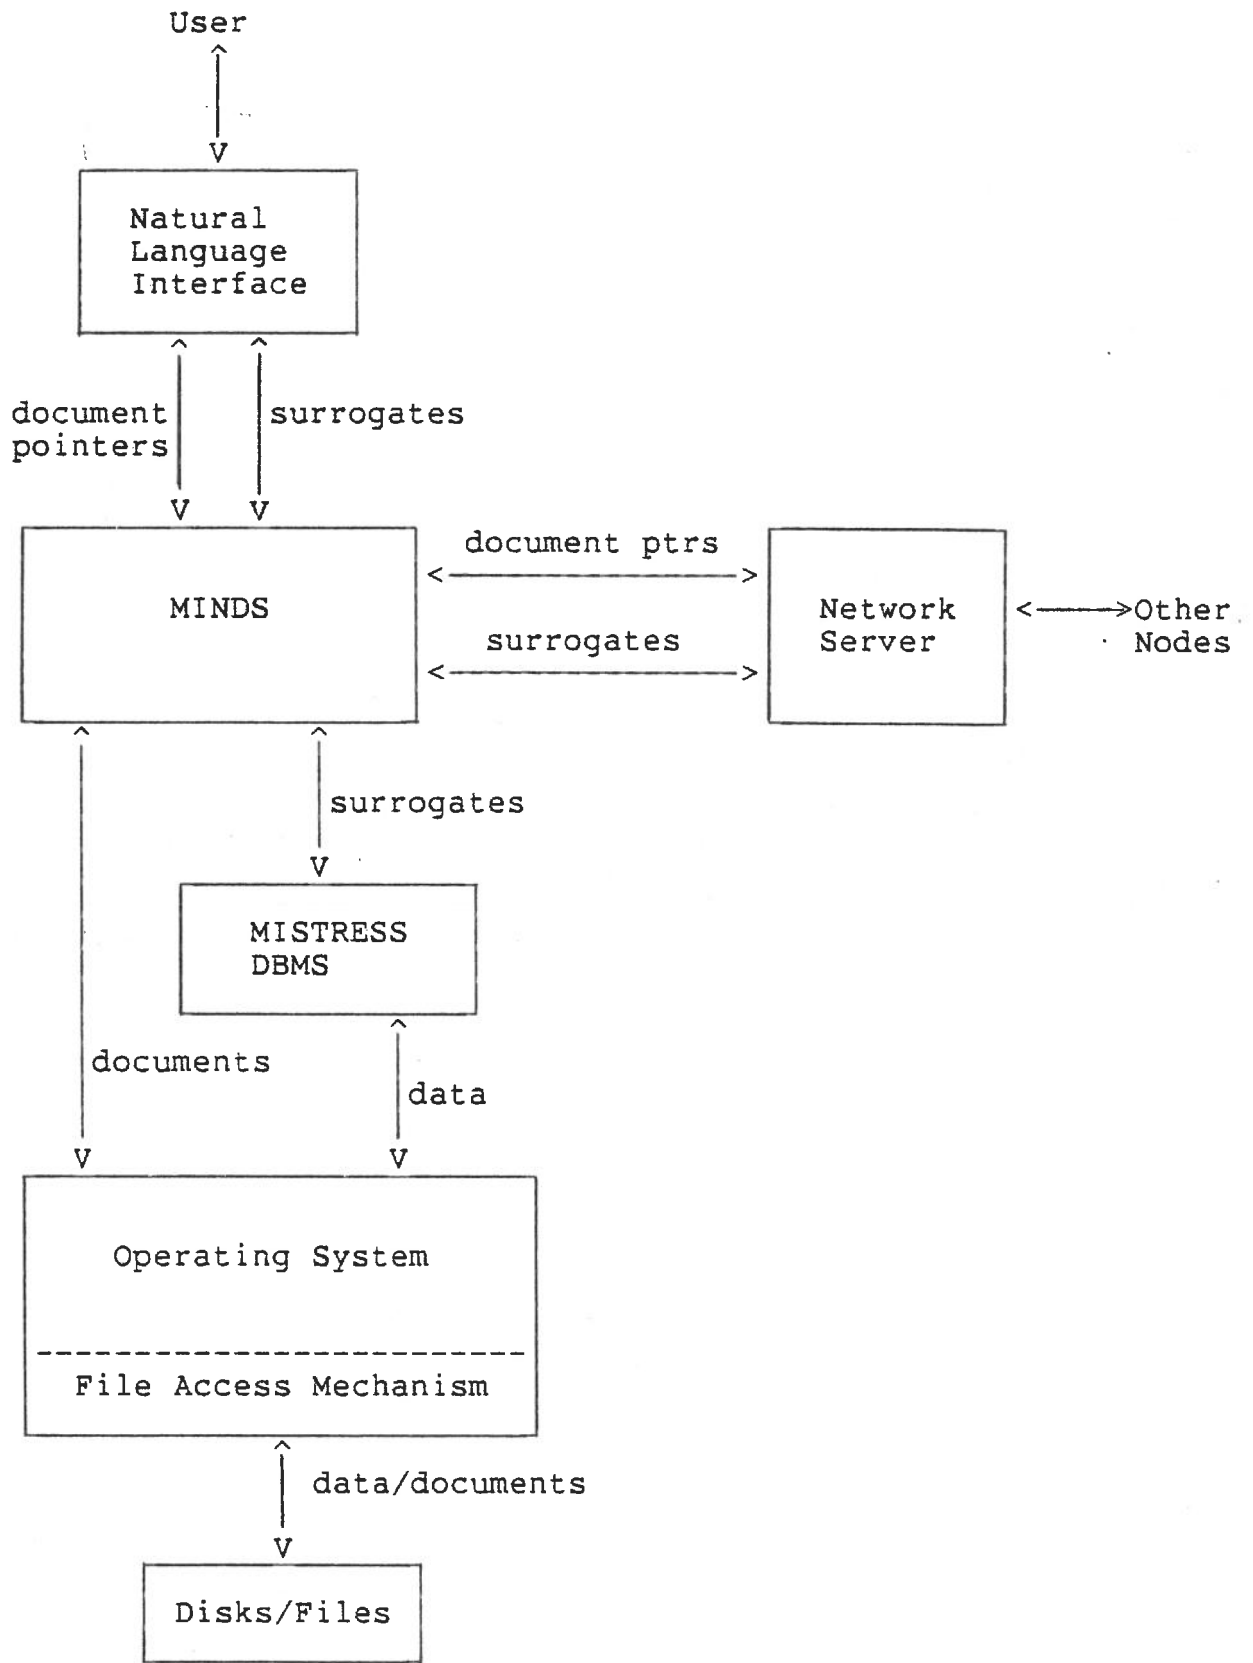 User
Natural
Language
Interface
document
pointers
surrogates
MINDS
document ptrs
surrogates
Network
Server
Other
Nodes
surrogates
MISTRESS
DBMS
documents
data
Operating System
File Access Mechanism
data/documents
Disks/Files